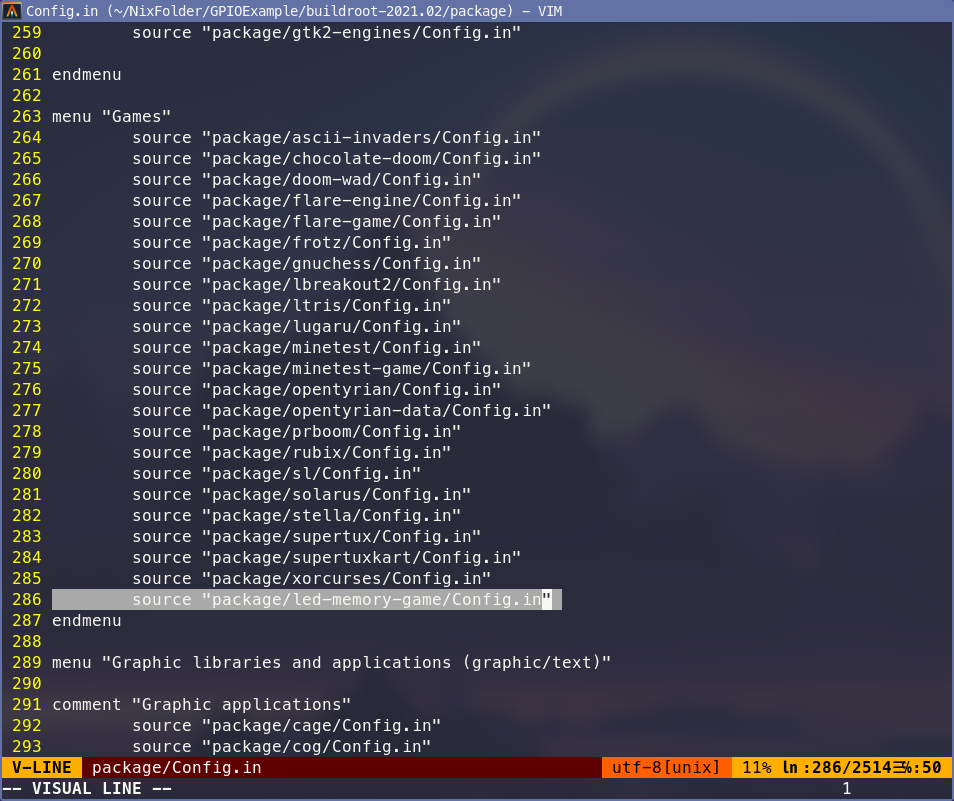 Config.in (~/NixFolder/GPIOExample/buildroot-2021.02/package) - VIM
259         source "package/gtk2-engines/Config.in"
260
261 endmenu
262
263 menu "Games"
264         source "package/ascii-invaders/Config.in"
265         source "package/chocolate-doom/Config.in"
266         source "package/doom-wad/Config.in"
267         source "package/flare-engine/Config.in"
268         source "package/flare-game/Config.in"
269         source "package/frotz/Config.in"
270         source "package/gnuchess/Config.in"
271         source "package/lbreakout2/Config.in"
272         source "package/ltris/Config.in"
273         source "package/lugaru/Config.in"
274         source "package/minetest/Config.in"
275         source "package/minetest-game/Config.in"
276         source "package/opentyrian/Config.in"
277         source "package/opentyrian-data/Config.in"
278         source "package/prboom/Config.in"
279         source "package/rubix/Config.in"
280         source "package/sl/Config.in"
281         source "package/solarus/Config.in"
282         source "package/stella/Config.in"
283         source "package/supertux/Config.in"
284         source "package/supertuxkart/Config.in"
285         source "package/xorcurses/Config.in"
286         source "package/led-memory-game/Config.in"
287 endmenu
288
289 menu "Graphic libraries and applications (graphic/text)"
290
291 comment "Graphic applications"
292         source "package/cage/Config.in"
293         source "package/cog/Config.in"
V-LINE package/Config.in utf-8[unix] 11% ln :286/2514☰℅:50
-- VISUAL LINE -- 1